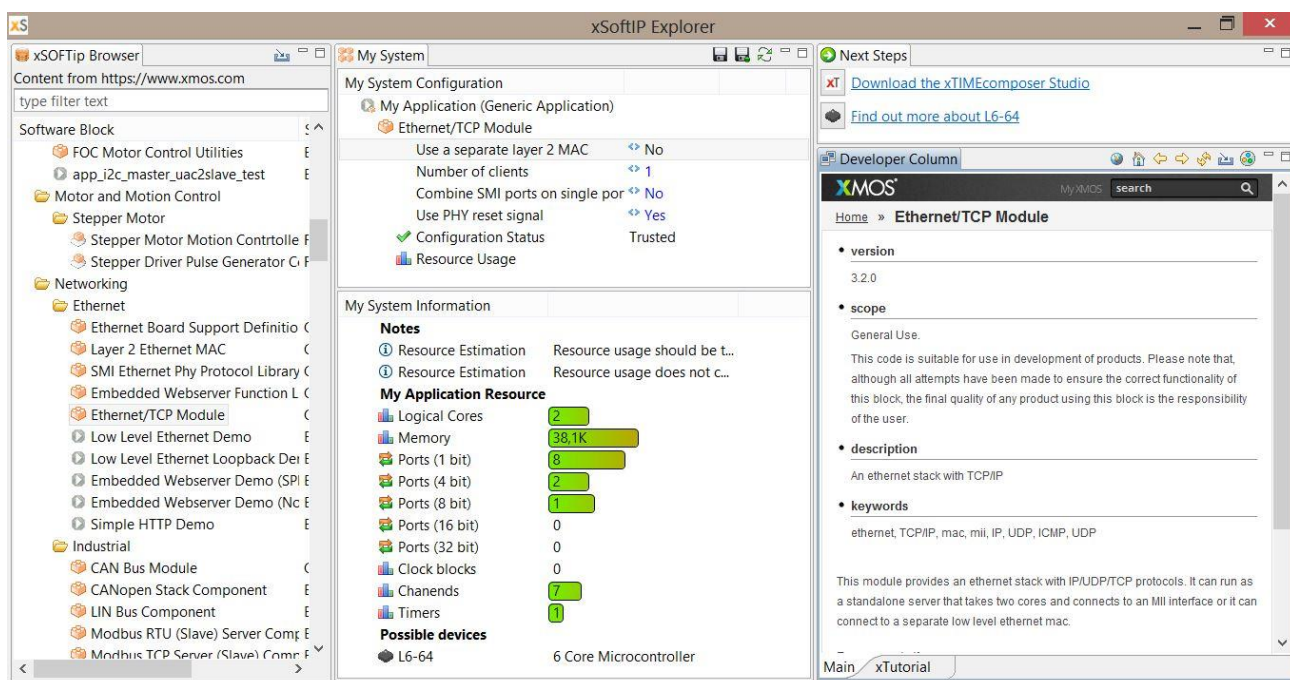 xS
xSoftIP Explorer
xSOFTip Browser
Content from https://www.xmos.com
type filter text
Software Block
FOC Motor Control Utilities
app_i2c_master_uac2slave_test
Motor and Motion Control
Stepper Motor
Stepper Motor Motion Contrtolle
Stepper Driver Pulse Generator
Networking
Ethernet
Ethernet Board Support Definitio
Layer 2 Ethernet MAC
SMI Ethernet Phy Protocol Library
Embedded Webserver Function L
Ethernet/TCP Module
Low Level Ethernet Demo
Low Level Ethernet Loopback
Embedded Webserver Demo (SPI
Embedded Webserver Demo
Simple HTTP Demo
Industrial
CAN Bus Module
CANopen Stack Component
LIN Bus Component
Modbus RTU (Slave) Server
Modbus TCP Server (Slave)
My System
My System Configuration
My Application (Generic Application)
Ethernet/TCP Module
Use a separate layer 2 MAC No
Number of clients 1
Combine SMI ports on single por No
Use PHY reset signal Yes
Configuration Status Trusted
Resource Usage
My System Information
Notes
Resource Estimation Resource usage should be t...
Resource Estimation Resource usage does not c...
My Application Resource
Logical Cores 2
Memory 38,1K
Ports (1 bit) 8
Ports (4 bit) 2
Ports (8 bit) 1
Ports (16 bit) 0
Ports (32 bit) 0
Clock blocks 0
Chanends 7
Timers 1
Possible devices
L6-64 6 Core Microcontroller
Next Steps
xT Download the xTIMEcomposer Studio
Find out more about L6-64
Developer Column
XMOS My XMOS search
Home » Ethernet/TCP Module
• version
3.2.0
• scope
General Use.
This code is suitable for use in development of products. Please note that,
although all attempts have been made to ensure the correct functionality of
this block, the final quality of any product using this block is the responsibility
of the user.
• description
An ethernet stack with TCP/IP
• keywords
ethernet, TCP/IP, mac, mii, IP, UDP, ICMP, UDP
This module provides an ethernet stack with IP/UDP/TCP protocols. It can run as
a standalone server that takes two cores and connects to an MII interface or it can
connect to a separate low level ethernet mac.
Main xTutorial